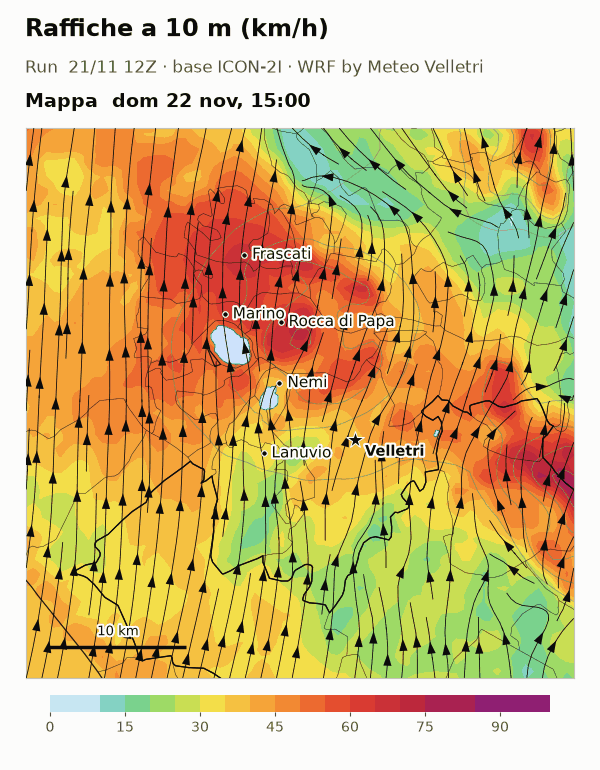 Raffiche a 10 m (km/h)
Run 21/11 12Z · base ICON-2I · WRF by Meteo Velletri
Mappa dom 22 nov, 15:00
Frascati
Marino
Rocca di Papa
Nemi
Velletri
Lanuvio
10 km
0 15 30 45 60 75 90